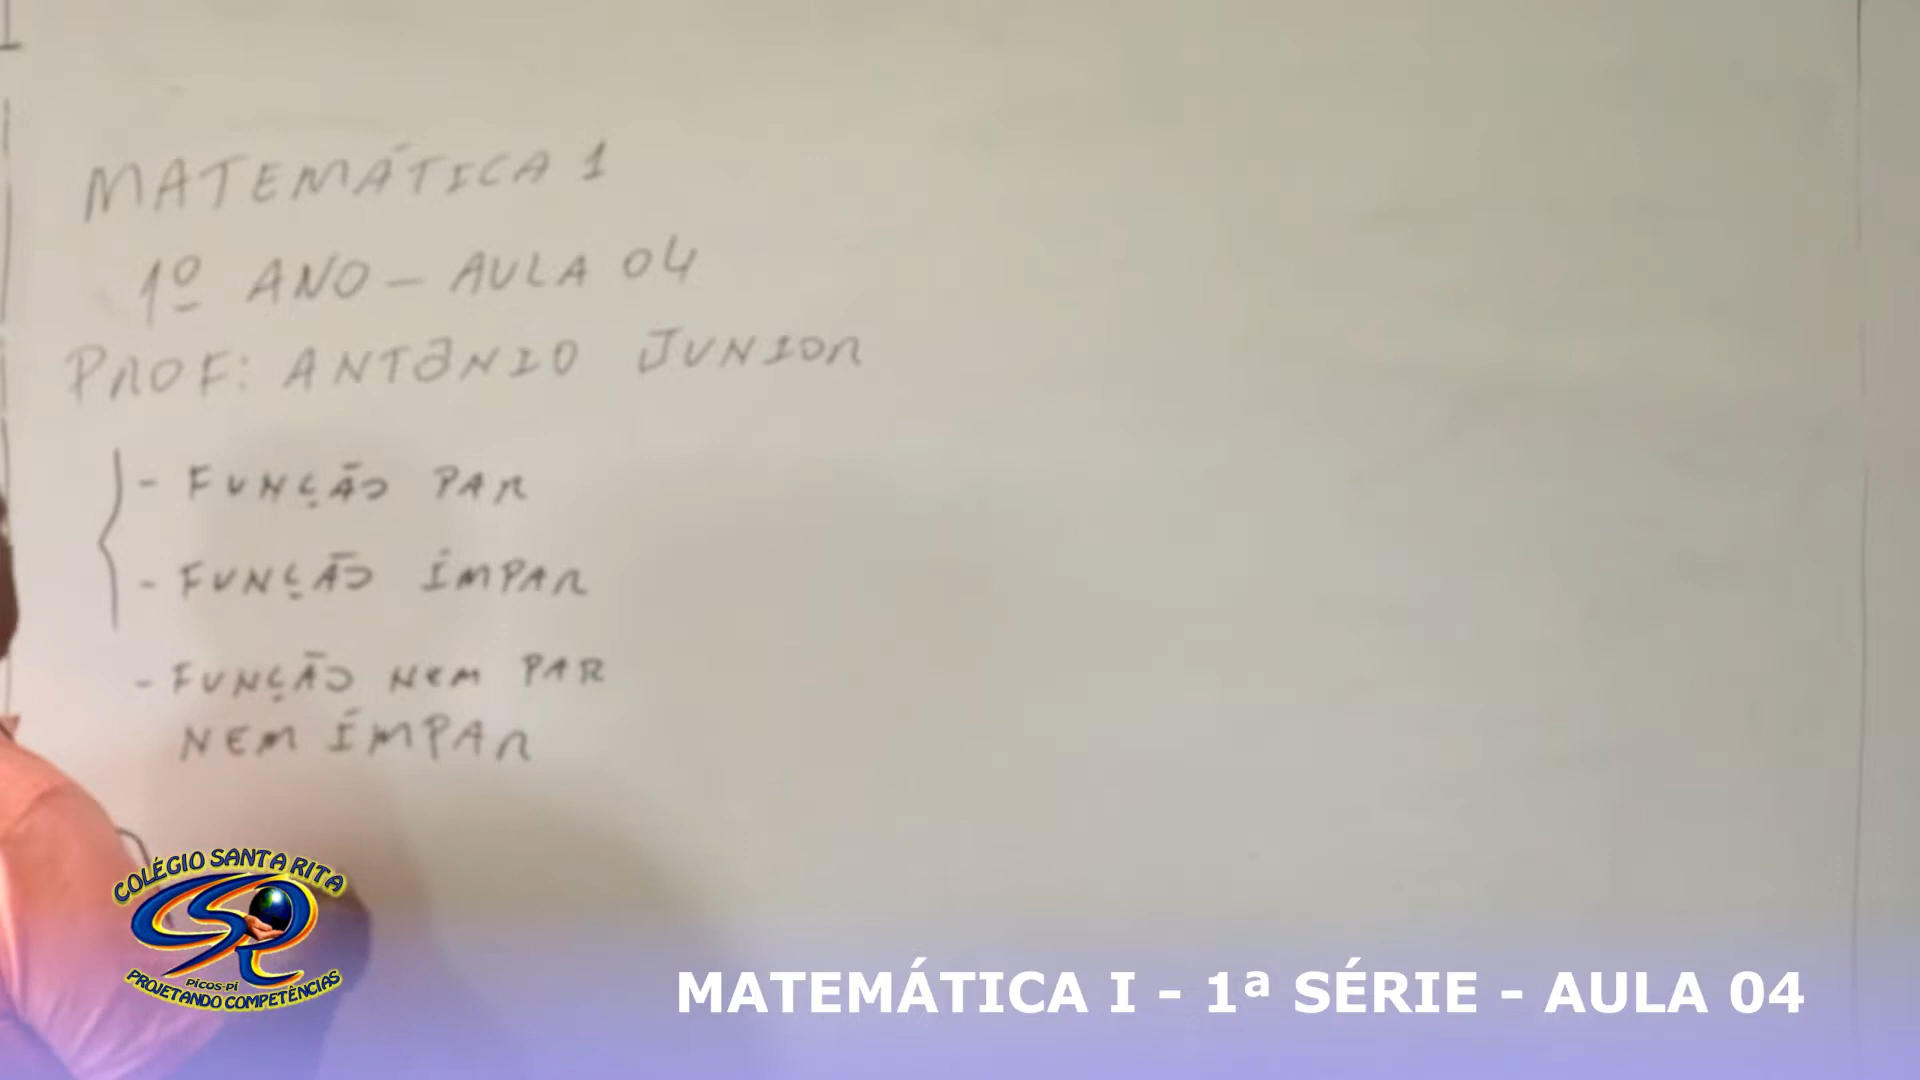 MATEMÁTICA 1
1º ANO - AULA 04
PROF: ANTÔNIO JUNIOR
- FUNÇÃO PAR
- FUNÇÃO ÍMPAR
- FUNÇÃO NEM PAR
NEM ÍMPAR
COLÉGIO SANTA RITA
PICOS-PI
PROJETANDO COMPETÊNCIAS
MATEMÁTICA I - 1ª SÉRIE - AULA 04